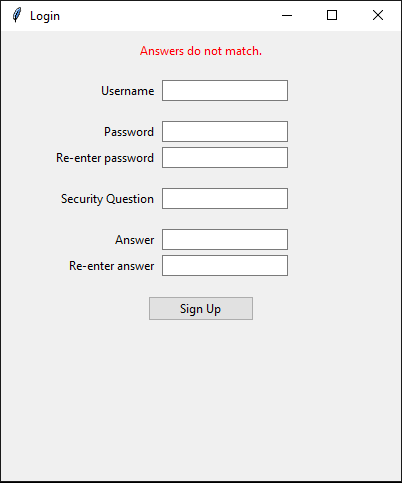 Login
Answers do not match.
Username
Password
Re-enter password
Security Question
Answer
Re-enter answer
Sign Up